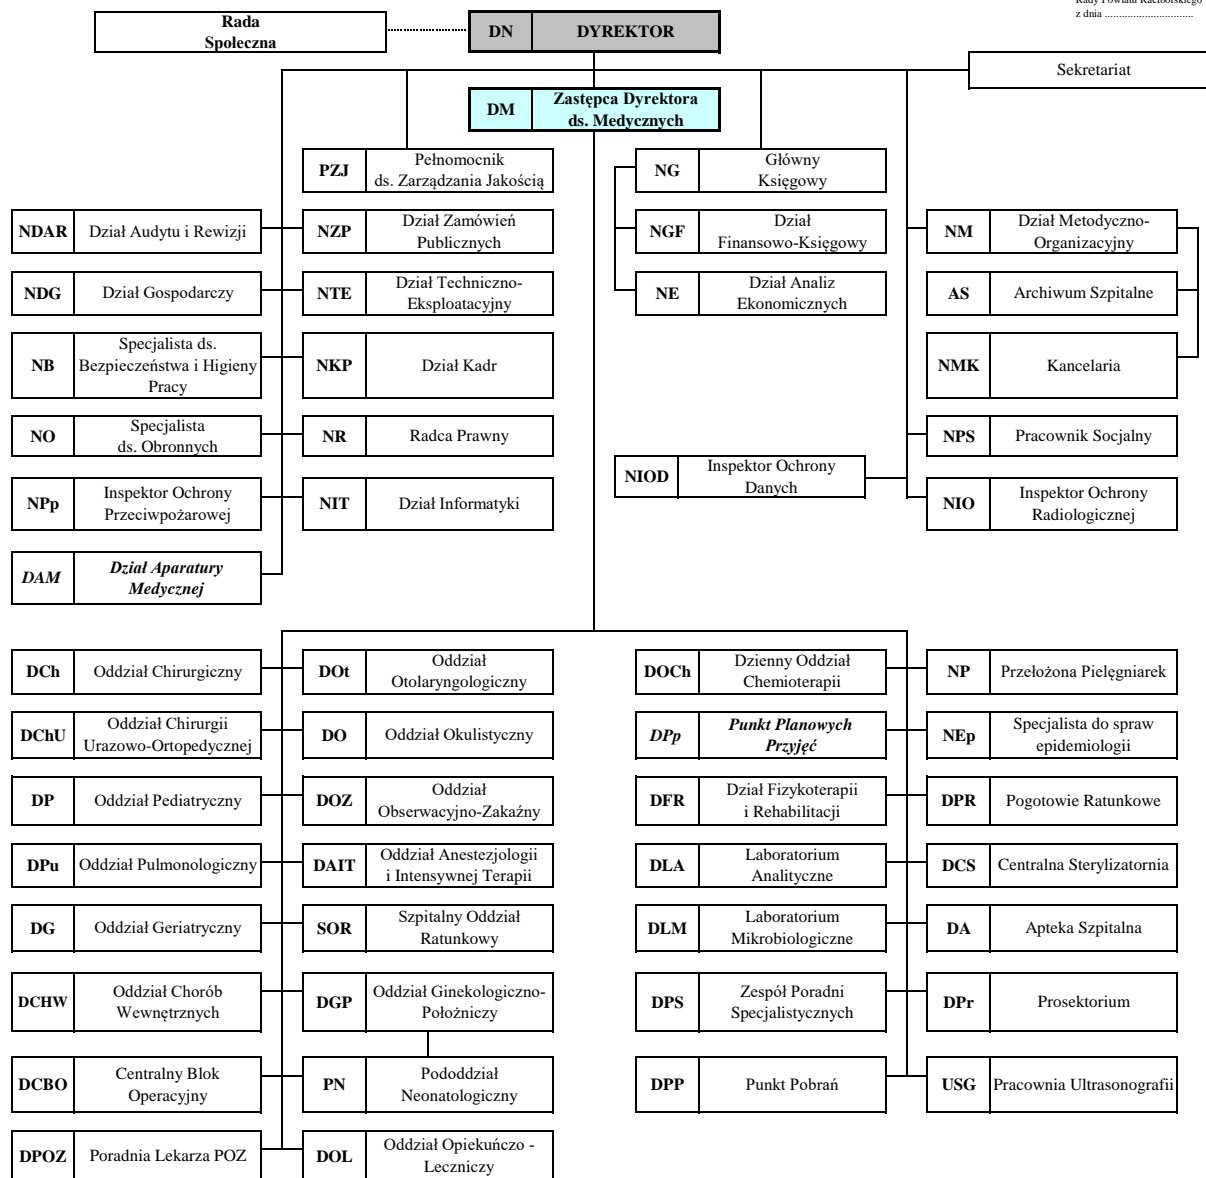 Rady Powiatu Raciborskiego
z dnia ...............................
Rada
Społeczna
DN DYREKTOR
Sekretariat
DM Zastępca Dyrektora
ds. Medycznych
PZJ Pełnomocnik
ds. Zarządzania Jakością
NG Główny
Księgowy
NDAR Dział Audytu i Rewizji
NZP Dział Zamówień
Publicznych
NGF Dział
Finansowo-Księgowy
NM Dział Metodyczno-
Organizacyjny
NDG Dział Gospodarczy
NTE Dział Techniczno-
Eksploatacyjny
NE Dział Analiz
Ekonomicznych
AS Archiwum Szpitalne
NB Specjalista ds.
Bezpieczeństwa i Higieny
Pracy
NKP Dział Kadr
NMK Kancelaria
NO Specjalista
ds. Obronnych
NR Radca Prawny
NPS Pracownik Socjalny
NIOD Inspektor Ochrony
Danych
NPp Inspektor Ochrony
Przeciwpożarowej
NIT Dział Informatyki
NIO Inspektor Ochrony
Radiologicznej
DAM Dział Aparatury
Medycznej
DCh Oddział Chirurgiczny
DOt Oddział
Otolaryngologiczny
DOCh Dzienny Oddział
Chemioterapii
NP Przełożona Pielęgniarek
DChU Oddział Chirurgii
Urazowo-Ortopedycznej
DO Oddział Okulistyczny
DPp Punkt Planowych
Przyjęć
NEp Specjalista do spraw
epidemiologii
DP Oddział Pediatryczny
DOZ Oddział
Obserwacyjno-Zakaźny
DFR Dział Fizykoterapii
i Rehabilitacji
DPR Pogotowie Ratunkowe
DPu Oddział Pulmonologiczny
DAIT Oddział Anestezjologii
i Intensywnej Terapii
DLA Laboratorium
Analityczne
DCS Centralna Sterylizatornia
DG Oddział Geriatryczny
SOR Szpitalny Oddział
Ratunkowy
DLM Laboratorium
Mikrobiologiczne
DA Apteka Szpitalna
DCHW Oddział Chorób
Wewnętrznych
DGP Oddział Ginekologiczno-
Położniczy
DPS Zespół Poradni
Specjalistycznych
DPr Prosektorium
DCBO Centralny Blok
Operacyjny
PN Pododdział
Neonatologiczny
DPP Punkt Pobrań
USG Pracownia Ultrasonografii
DPOZ Poradnia Lekarza POZ
DOL Oddział Opiekuńczo -
Leczniczy